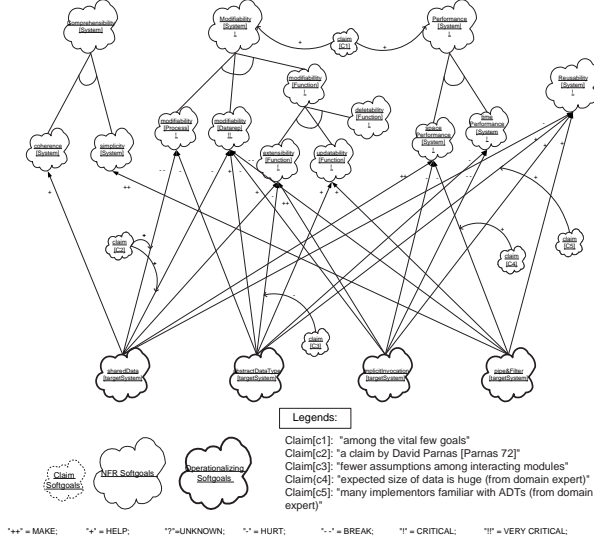 Comprehensibility
[System]
Modifiability
[System]
!
+
claim
[C1]
+
Performance
[System]
!
Reusability
[System]
!
modifiability
[Function]
!
deletability
[Function]
!
coherence
[System]
simplicity
[System]
modifiability
[Process]
!
modifiability
[Datarep]
!!
extensibility
[Function]
!
updatability
[Function]
!
space
Performance
[System]
!
time
Performance
[System]
!
claim
[C2]
claim
[C3]
claim
[C4]
claim
[C5]
sharedData
[targetSystem]
abstractDataType
[targetSystem]
implicitInvocation
[targetSystem]
pipe&Filter
[targetSystem]
Legends:
Claim
Softgoals
NFR Softgoals
Operationalizing
Softgoals
Claim[c1]: "among the vital few goals"
Claim[c2]: "a claim by David Parnas [Parnas 72]"
Claim[c3]: "fewer assumptions among interacting modules"
Claim{c4]: "expected size of data is huge (from domain expert)"
Claim[c5]: "many implementors familiar with ADTs (from domain
expert)"
"++" = MAKE; "+" = HELP; "?"=UNKNOWN; "-" = HURT; "- -" = BREAK; "!" = CRITICAL; "!!" = VERY CRITICAL;